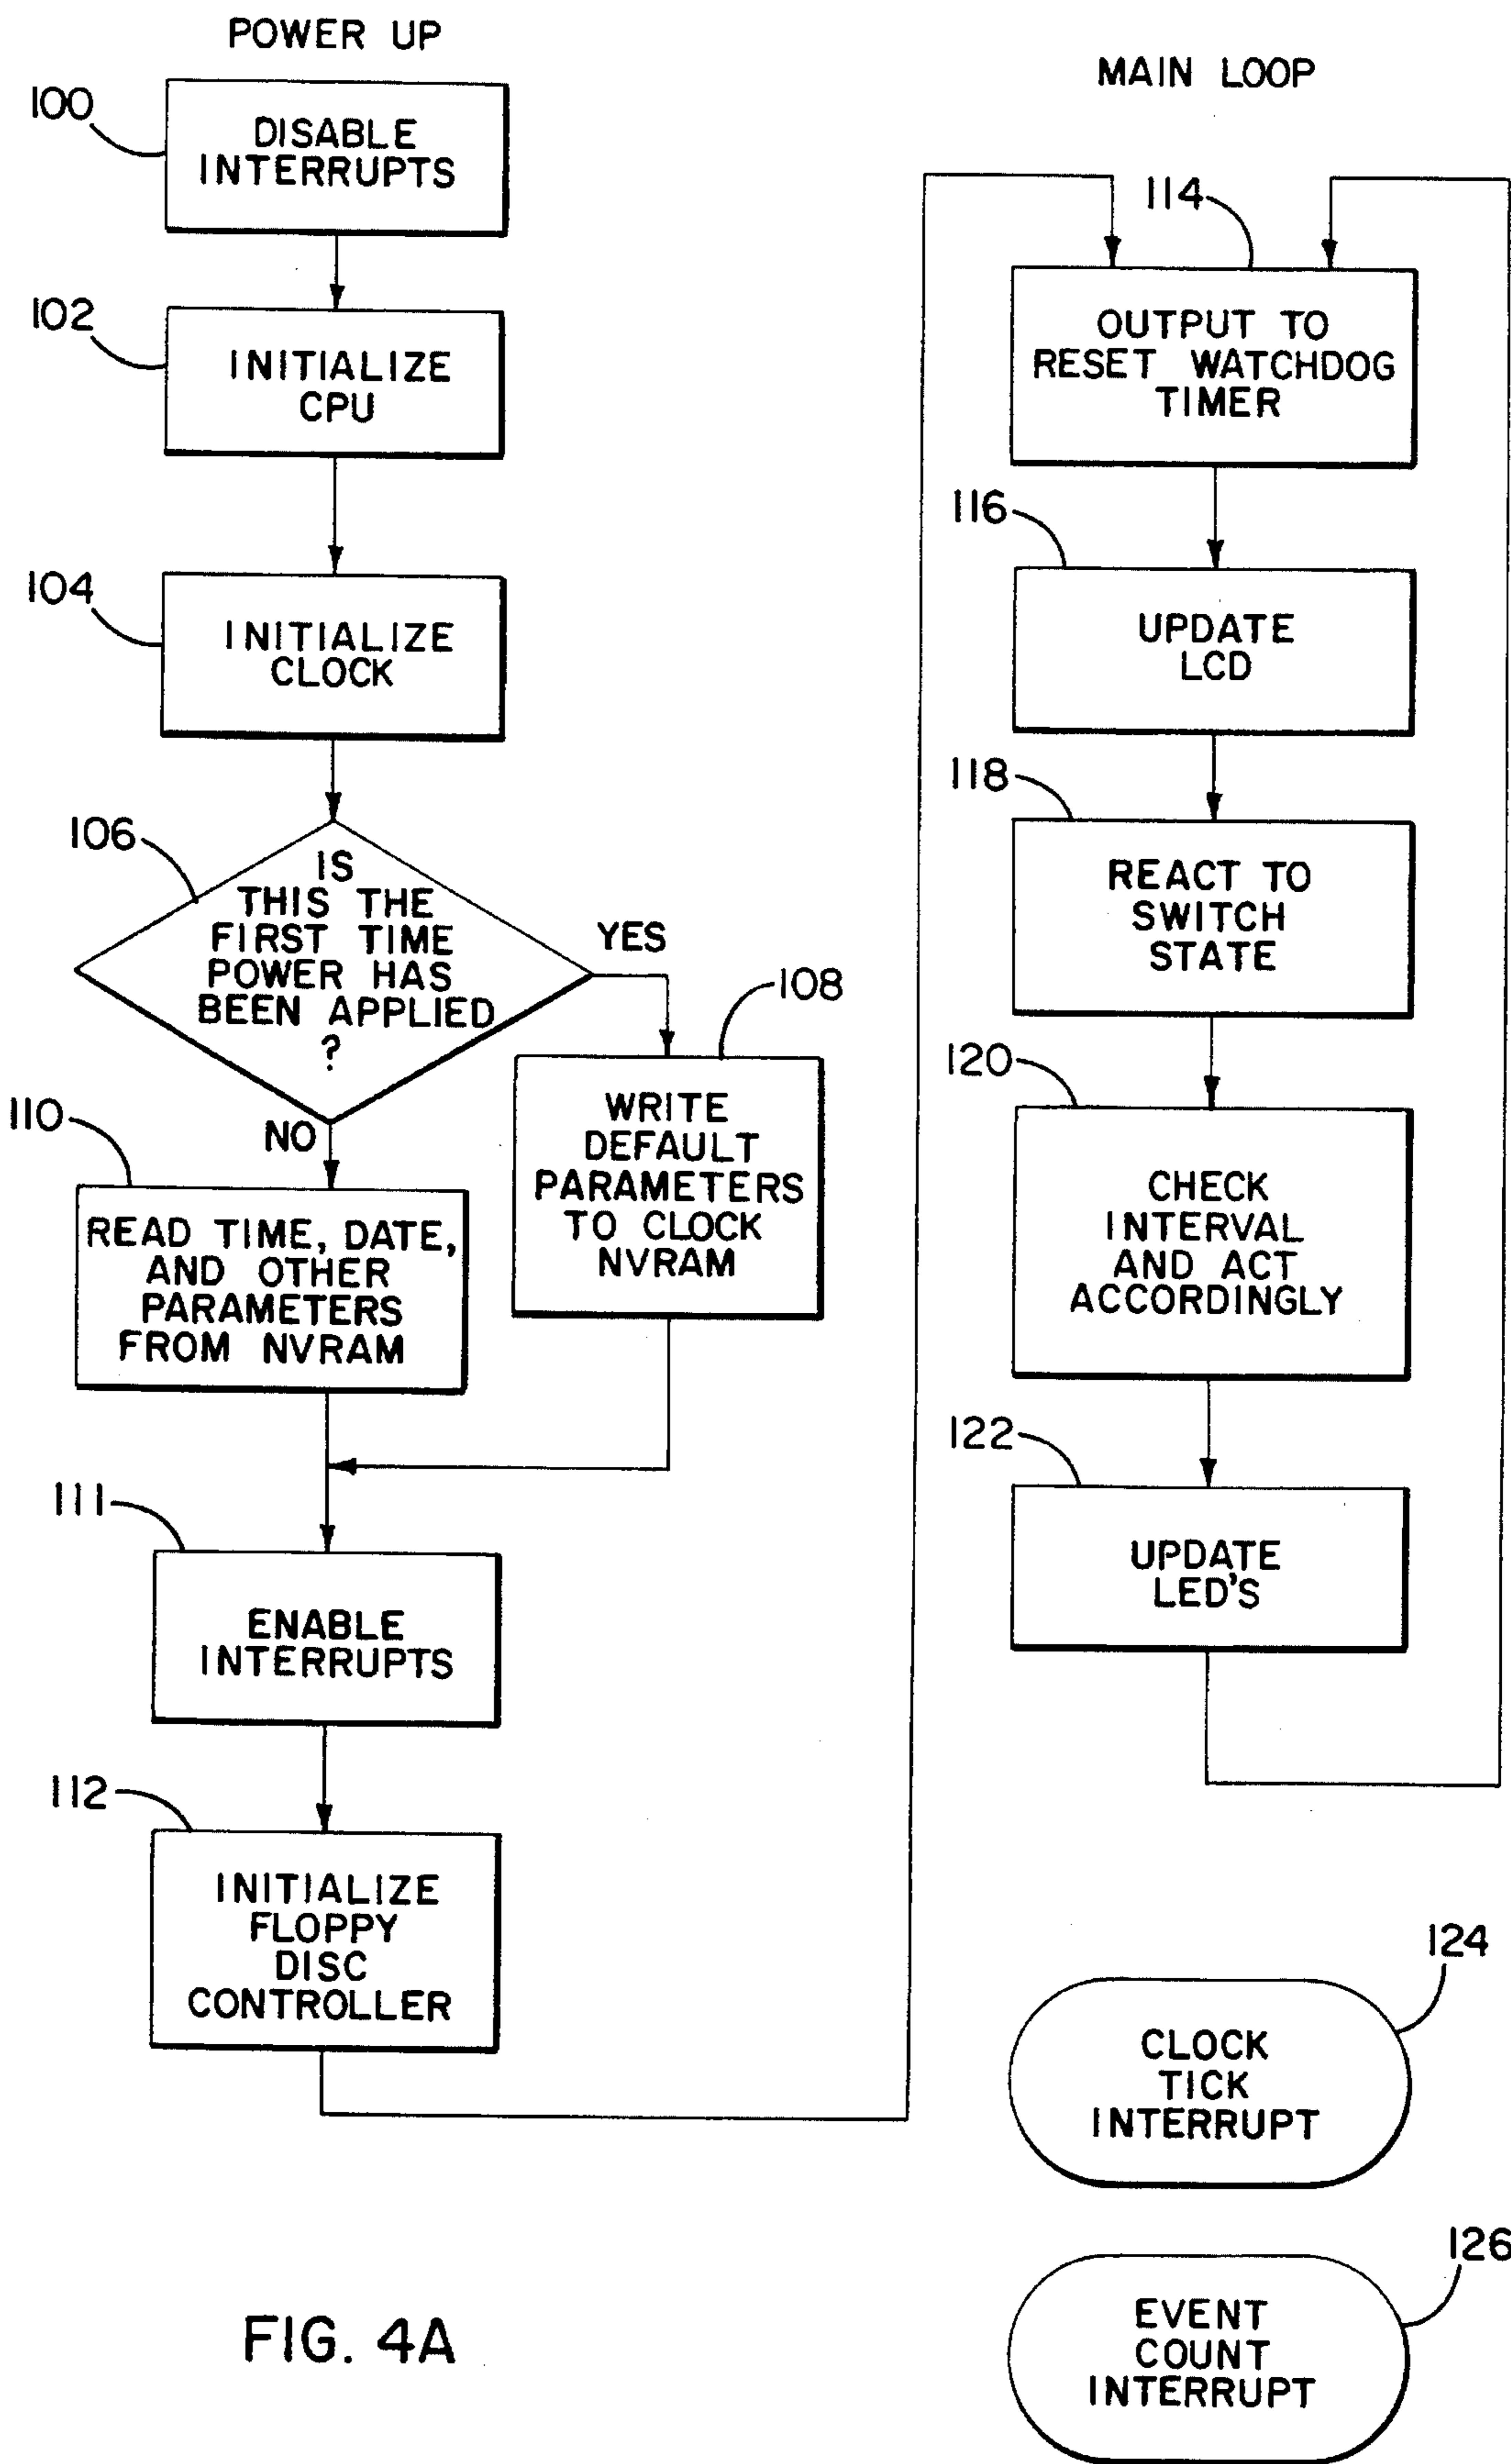 POWER UP
100
DISABLE
INTERRUPTS
102
INITIALIZE
CPU
104
INITIALIZE
CLOCK
106
IS
THIS THE
FIRST TIME
POWER HAS
BEEN APPLIED
?
YES
NO
108
WRITE
DEFAULT
PARAMETERS
TO CLOCK
NVRAM
110
READ TIME, DATE,
AND OTHER
PARAMETERS
FROM NVRAM
111
ENABLE
INTERRUPTS
112
INITIALIZE
FLOPPY
DISC
CONTROLLER
MAIN LOOP
114
OUTPUT TO
RESET WATCHDOG
TIMER
116
UPDATE
LCD
118
REACT TO
SWITCH
STATE
120
CHECK
INTERVAL
AND ACT
ACCORDINGLY
122
UPDATE
LED'S
124
CLOCK
TICK
INTERRUPT
126
EVENT
COUNT
INTERRUPT
FIG. 4A